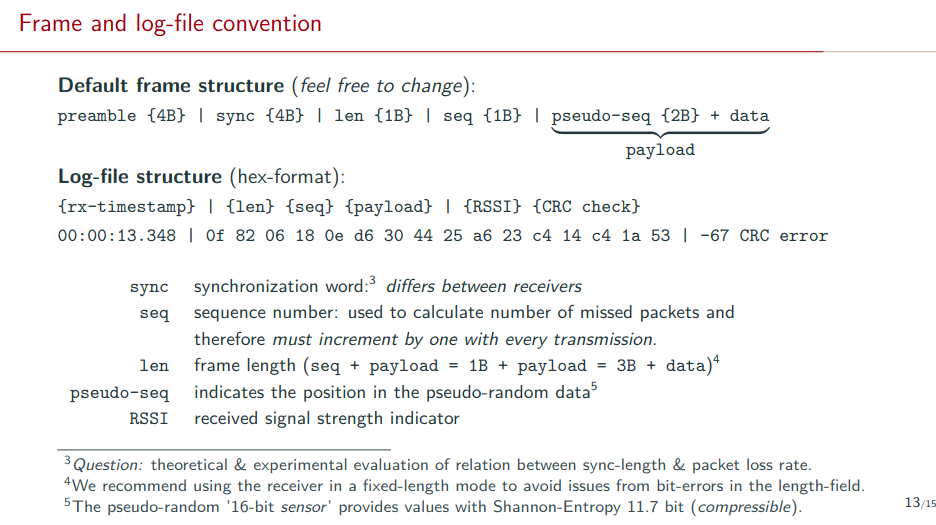 Frame and log-file convention
Default frame structure (feel free to change):
preamble {4B} | sync {4B} | len {1B} | seq {1B} | pseudo-seq {2B} + data
payload
Log-file structure (hex-format):
{rx-timestamp} | {len} {seq} {payload} | {RSSI} {CRC check}
00:00:13.348 | 0f 82 06 18 0e d6 30 44 25 a6 23 c4 14 c4 1a 53 | -67 CRC error
sync synchronization word:3 differs between receivers
seq sequence number: used to calculate number of missed packets and
therefore must increment by one with every transmission.
len frame length (seq + payload = 1B + payload = 3B + data)4
pseudo-seq indicates the position in the pseudo-random data5
RSSI received signal strength indicator
3Question: theoretical & experimental evaluation of relation between sync-length & packet loss rate.
4We recommend using the receiver in a fixed-length mode to avoid issues from bit-errors in the length-field.
5The pseudo-random '16-bit sensor' provides values with Shannon-Entropy 11.7 bit (compressible).
13/15